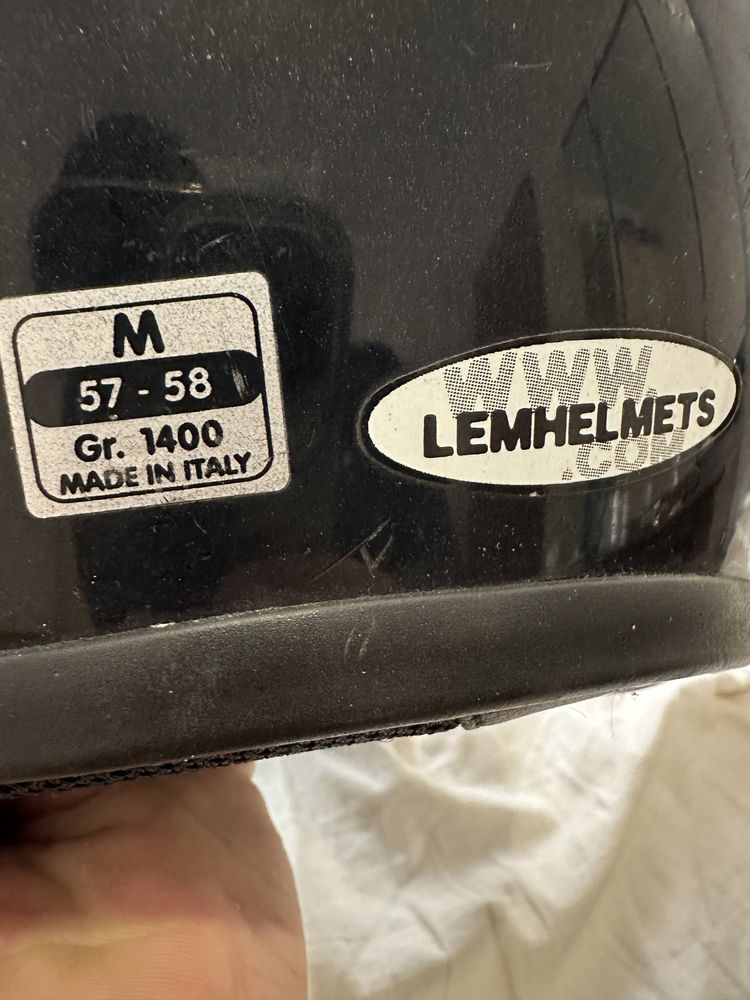 M
57 - 58
Gr. 1400
MADE IN ITALY
WWW.
LEMHELMETS
.COM